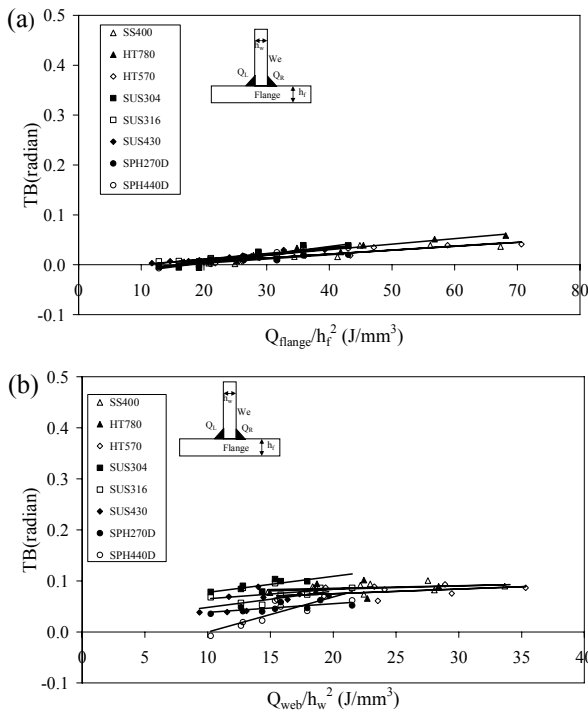 (a)
0.5
0.4
0.3
0.2
0.1
0.0
-0.1
TB(radian)
SS400
HT780
HT570
SUS304
SUS316
SUS430
SPH270D
SPH440D
h_w
We
Q_L
Q_R
Flange
h_f
0 10 20 30 40 50 60 70 80
Q_flange/h_f^2 (J/mm^3)
(b)
0.5
0.4
0.3
0.2
0.1
0.0
-0.1
TB(radian)
SS400
HT780
HT570
SUS304
SUS316
SUS430
SPH270D
SPH440D
h_w
We
Q_L
Q_R
Flange
h_f
0 5 10 15 20 25 30 35 40
Q_web/h_w^2 (J/mm^3)